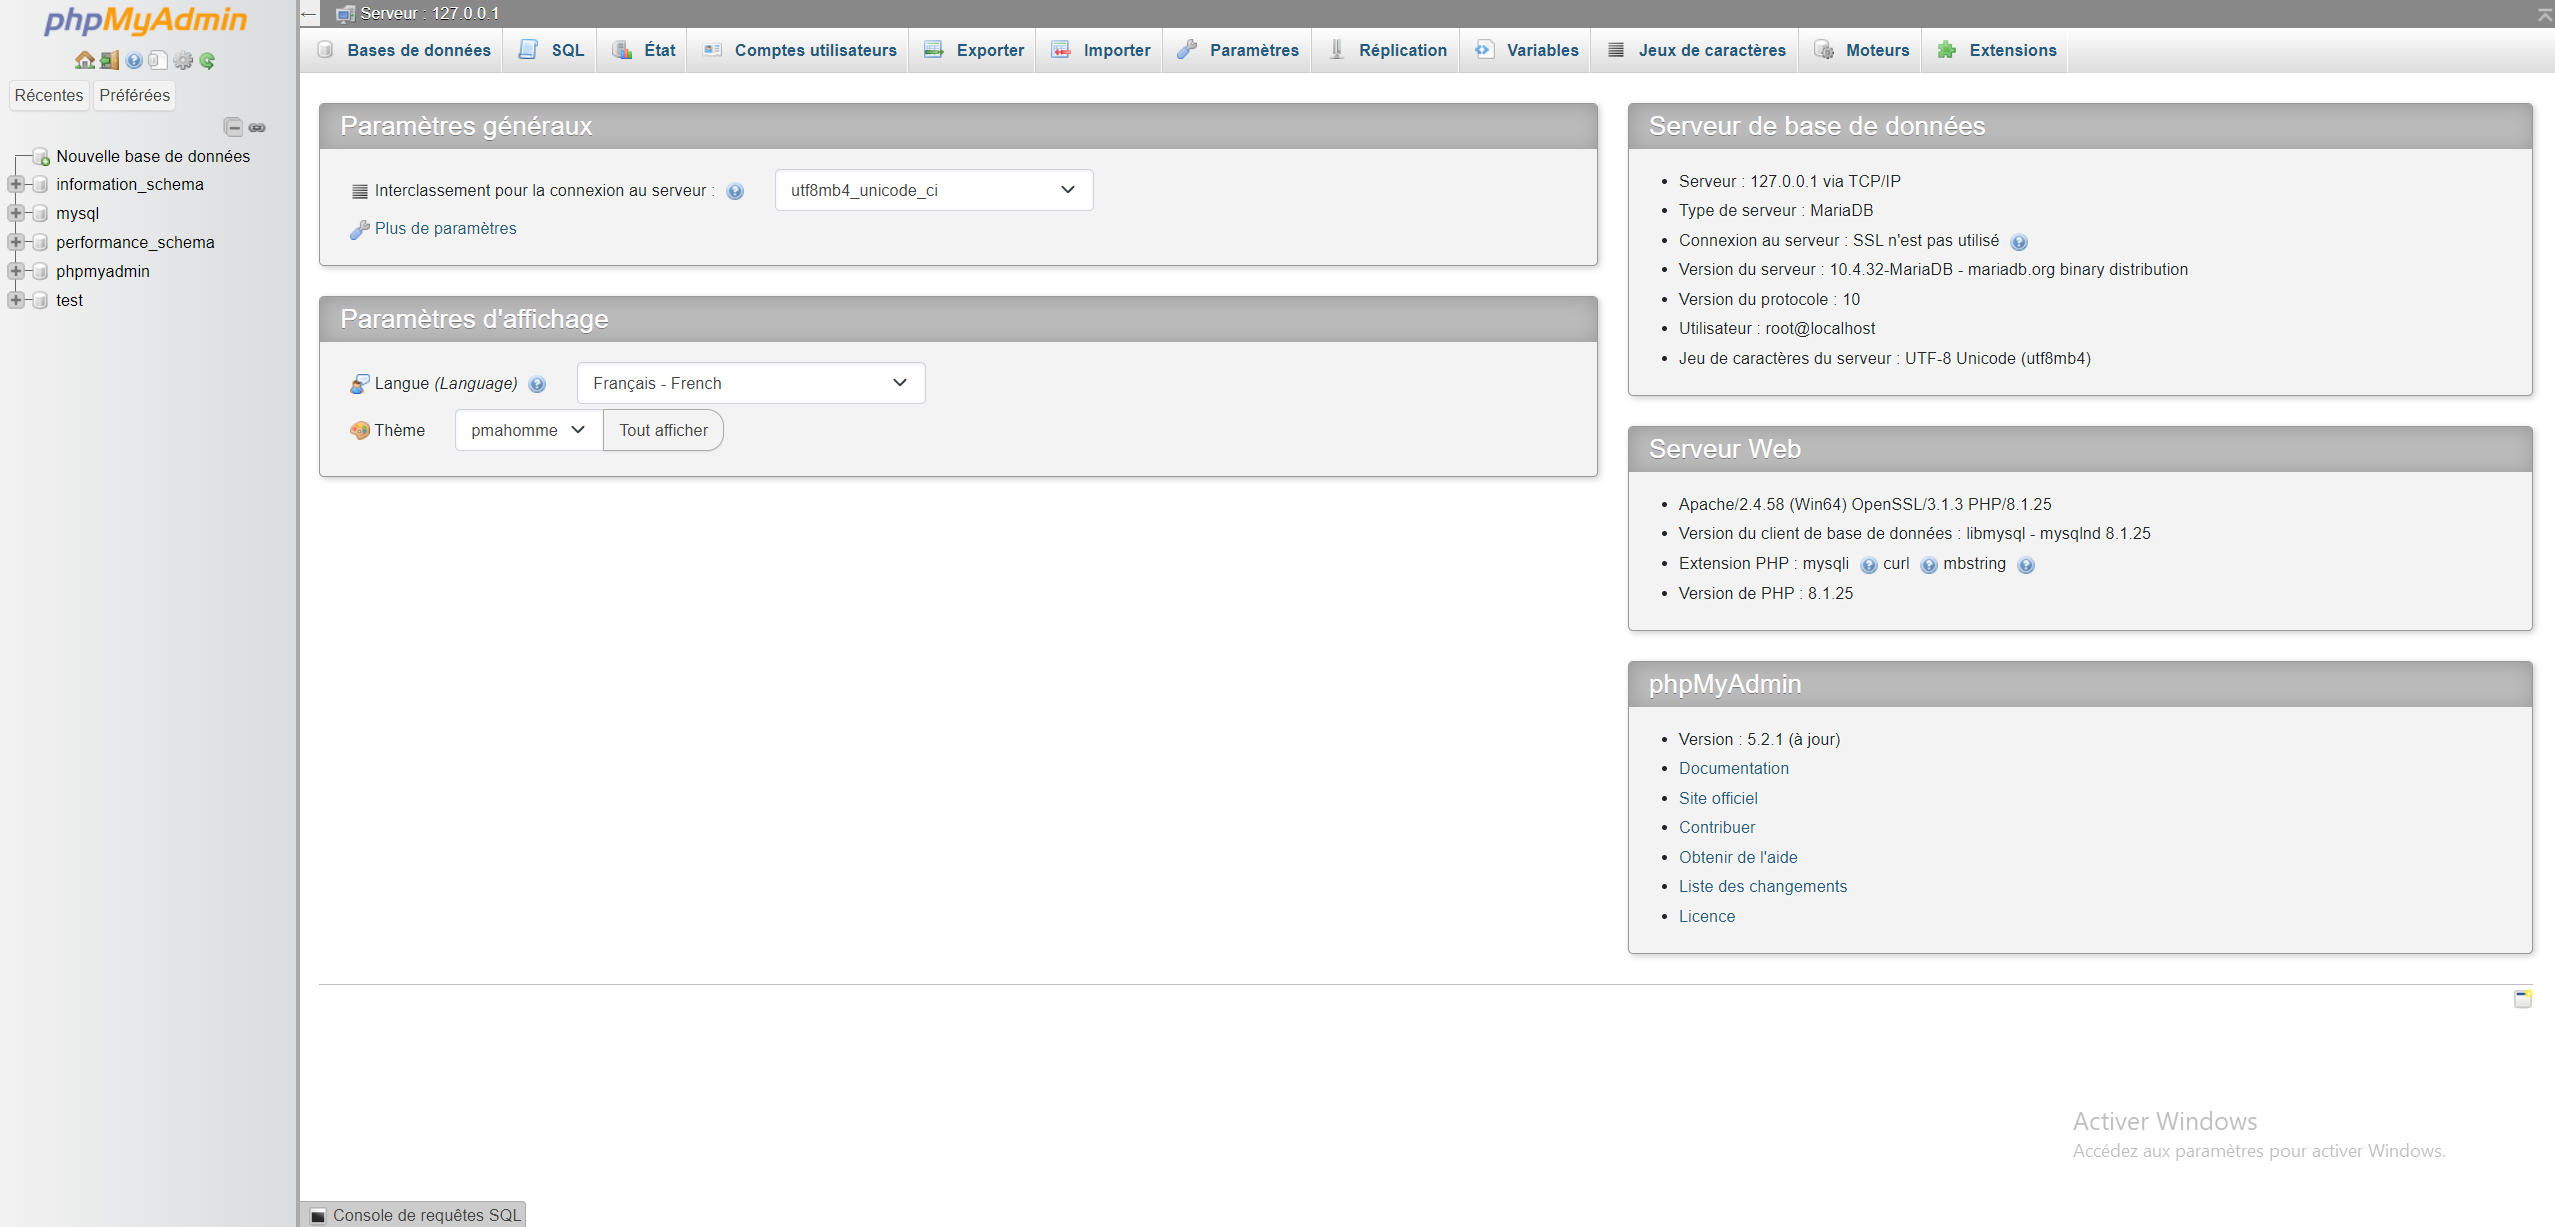 phpMyAdmin
Récentes Préférées
Nouvelle base de données
information_schema
mysql
performance_schema
phpmyadmin
test
← Serveur : 127.0.0.1
Bases de données SQL État Comptes utilisateurs Exporter Importer Paramètres Réplication Variables Jeux de caractères Moteurs Extensions
Paramètres généraux
Interclassement pour la connexion au serveur : utf8mb4_unicode_ci
Plus de paramètres
Paramètres d'affichage
Langue (Language) Français - French
Thème pmahomme Tout afficher
Serveur de base de données
• Serveur : 127.0.0.1 via TCP/IP
• Type de serveur : MariaDB
• Connexion au serveur : SSL n'est pas utilisé
• Version du serveur : 10.4.32-MariaDB - mariadb.org binary distribution
• Version du protocole : 10
• Utilisateur : root@localhost
• Jeu de caractères du serveur : UTF-8 Unicode (utf8mb4)
Serveur Web
• Apache/2.4.58 (Win64) OpenSSL/3.1.3 PHP/8.1.25
• Version du client de base de données : libmysql - mysqlnd 8.1.25
• Extension PHP : mysqli curl mbstring
• Version de PHP : 8.1.25
phpMyAdmin
• Version : 5.2.1 (à jour)
• Documentation
• Site officiel
• Contribuer
• Obtenir de l'aide
• Liste des changements
• Licence
Activer Windows
Accédez aux paramètres pour activer Windows.
Console de requêtes SQL